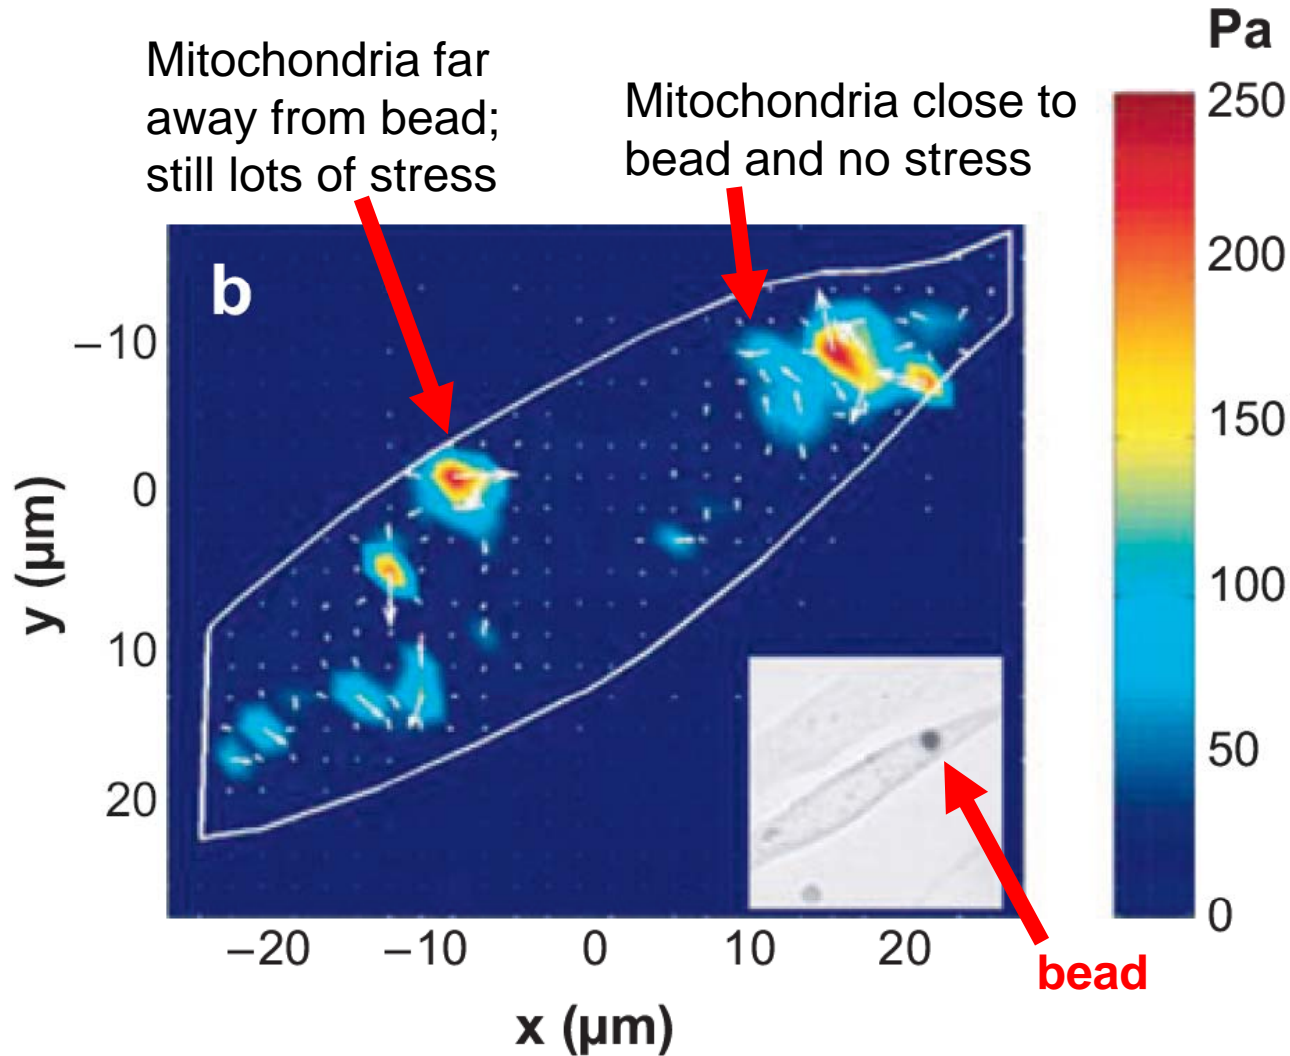 Pa
Mitochondria far
away from bead;
still lots of stress
Mitochondria close to
bead and no stress
250
200
150
100
50
0
b
−10
0
10
20
y (µm)
−20
−10
0
10
20
x (µm)
bead